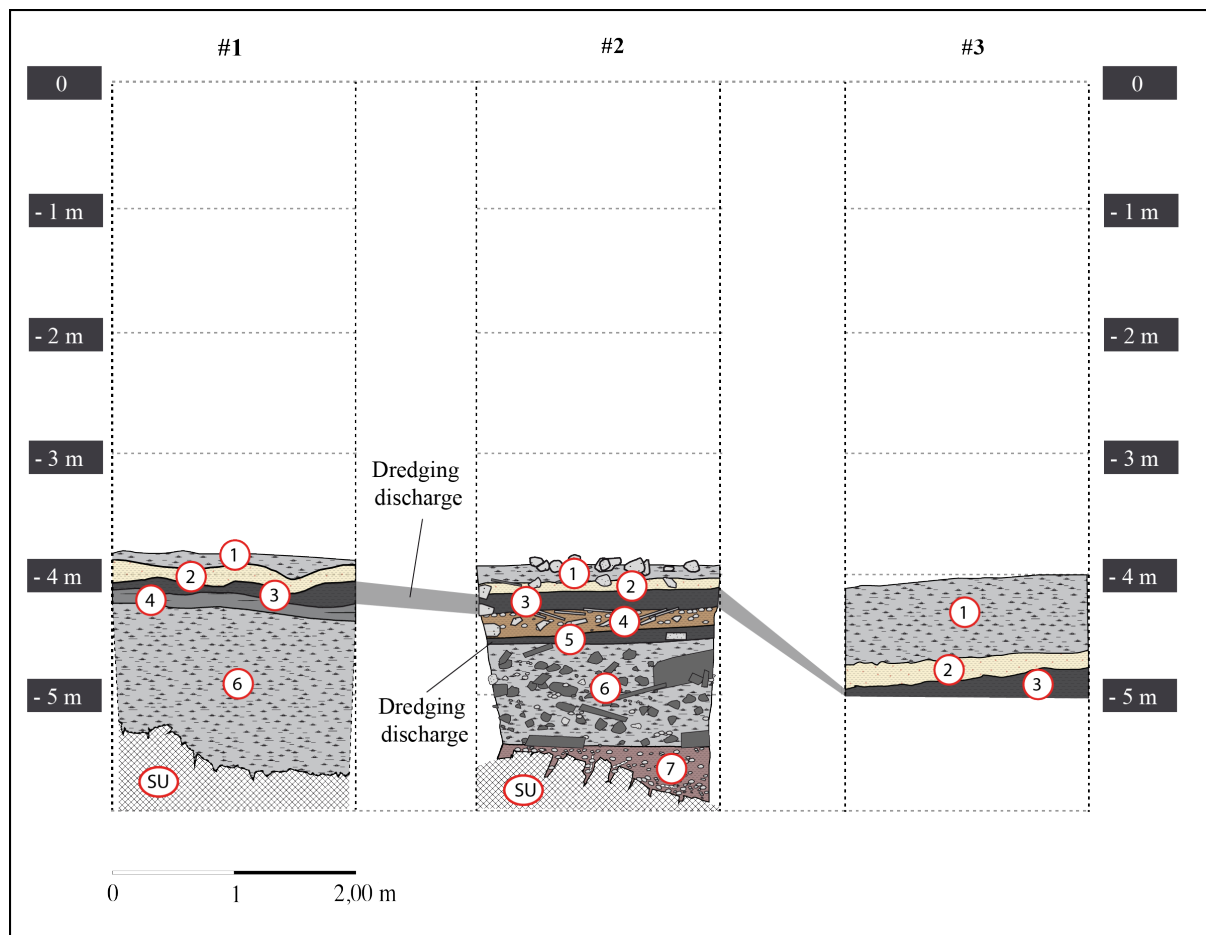 #1 #2 #3
0 0
- 1 m - 1 m
- 2 m - 2 m
- 3 m - 3 m
Dredging
discharge
1
1
2
- 4 m - 4 m
2
3
4
3
4
1
5
6
6
2
3
- 5 m - 5 m
Dredging
discharge
7
SU
SU
0 1 2,00 m